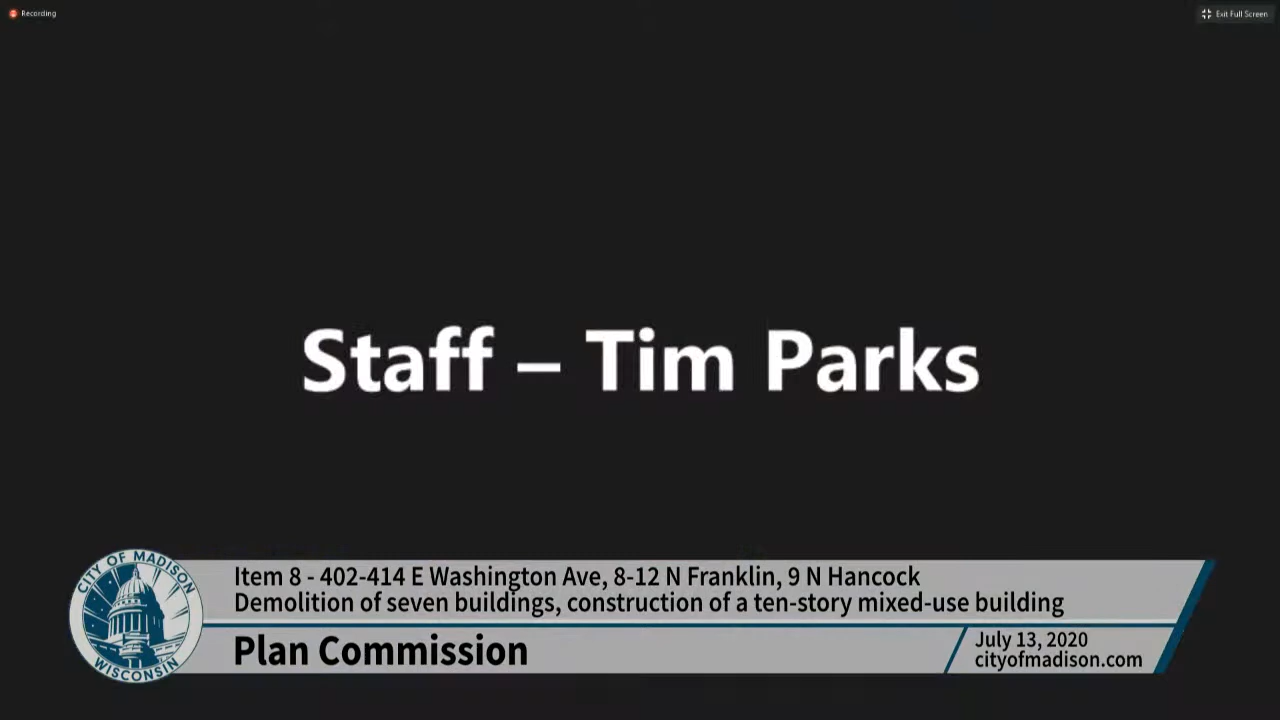 Recording
Exit Full Screen
Staff – Tim Parks
CITY OF MADISON
WISCONSIN
Item 8 - 402-414 E Washington Ave, 8-12 N Franklin, 9 N Hancock
Demolition of seven buildings, construction of a ten-story mixed-use building
Plan Commission
July 13, 2020
cityofmadison.com